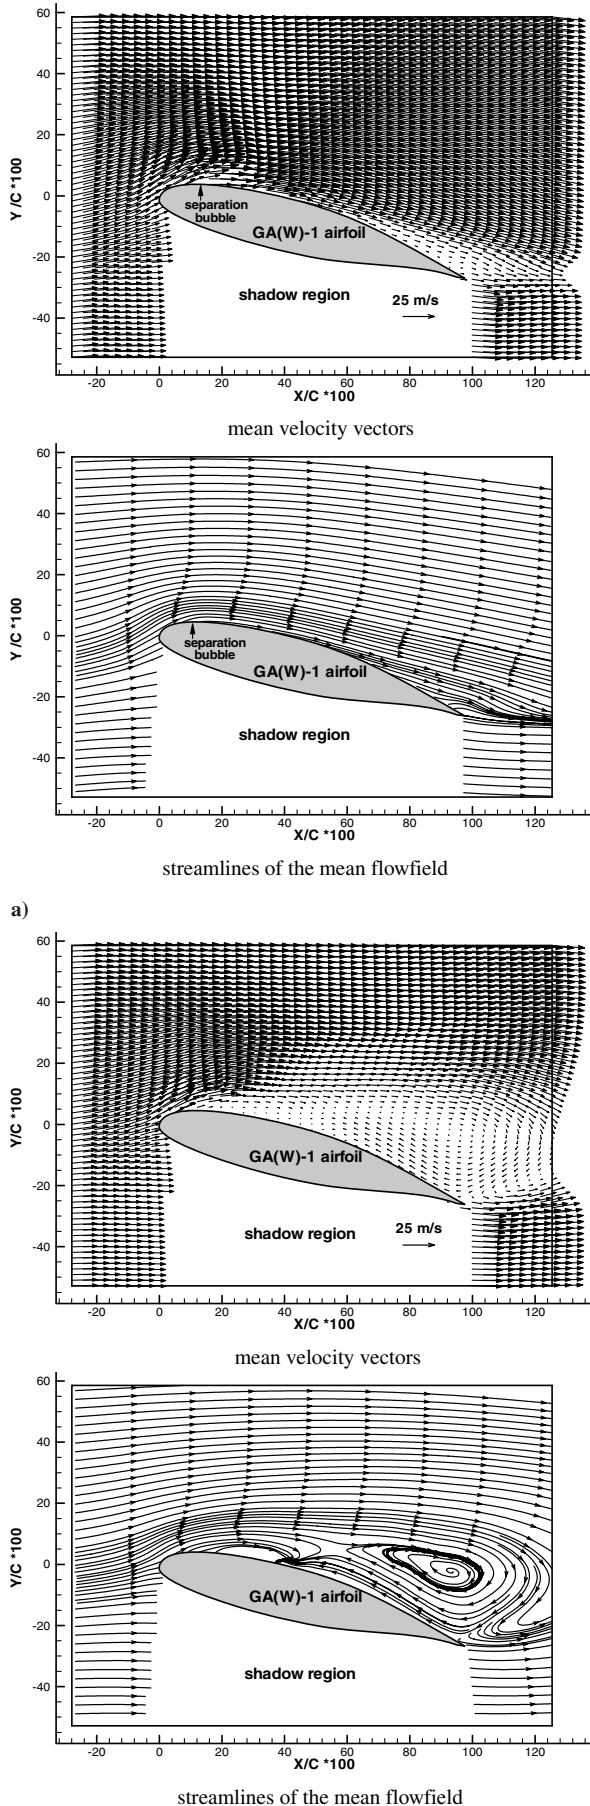 60
40
20
0
-20
-40
Y /C *100
separation
bubble
GA(W)-1 airfoil
shadow region
25 m/s
-20 0 20 40 60 80 100 120
X/C *100
mean velocity vectors
60
40
20
0
-20
-40
Y /C *100
separation
bubble
GA(W)-1 airfoil
shadow region
-20 0 20 40 60 80 100 120
X/C *100
streamlines of the mean flowfield
a)
60
40
20
0
-20
-40
Y/C *100
GA(W)-1 airfoil
shadow region
25 m/s
-20 0 20 40 60 80 100 120
X/C *100
mean velocity vectors
60
40
20
0
-20
-40
Y/C *100
GA(W)-1 airfoil
shadow region
-20 0 20 40 60 80 100 120
X/C *100
streamlines of the mean flowfield